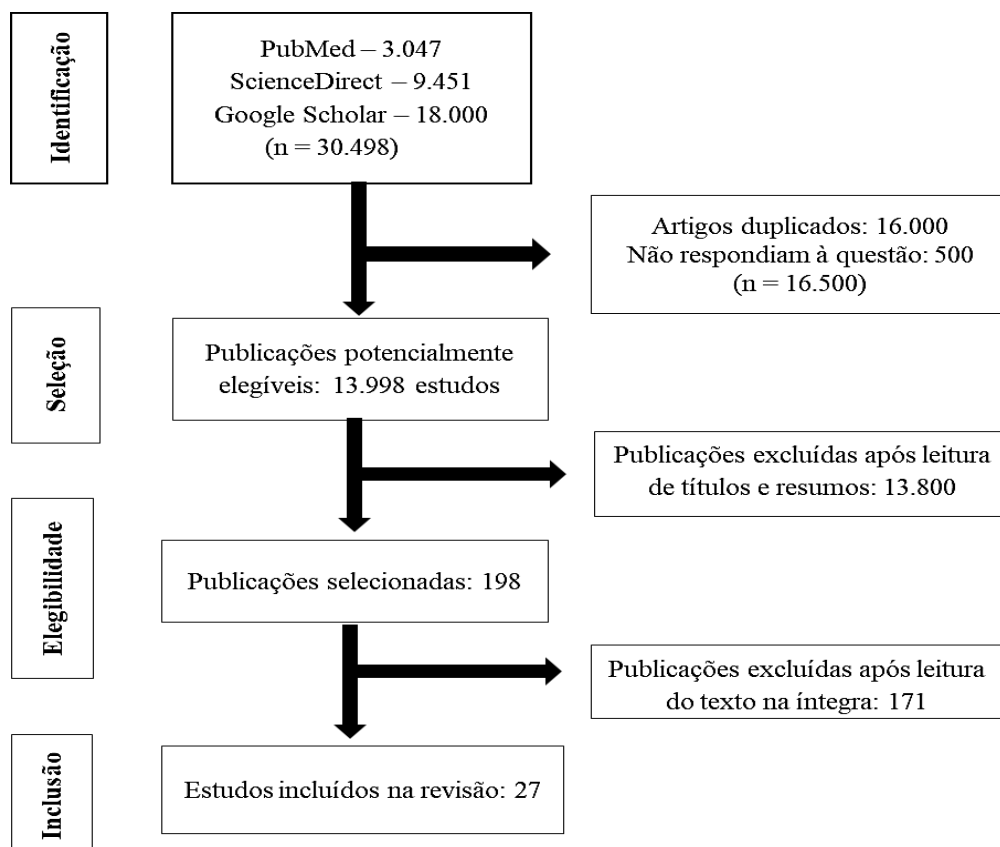 Identificação
PubMed – 3.047
ScienceDirect – 9.451
Google Scholar – 18.000
(n = 30.498)
Artigos duplicados: 16.000
Não respondiam à questão: 500
(n = 16.500)
Seleção
Publicações potencialmente
elegíveis: 13.998 estudos
Publicações excluídas após leitura
de títulos e resumos: 13.800
Elegibilidade
Publicações selecionadas: 198
Publicações excluídas após leitura
do texto na íntegra: 171
Inclusão
Estudos incluídos na revisão: 27